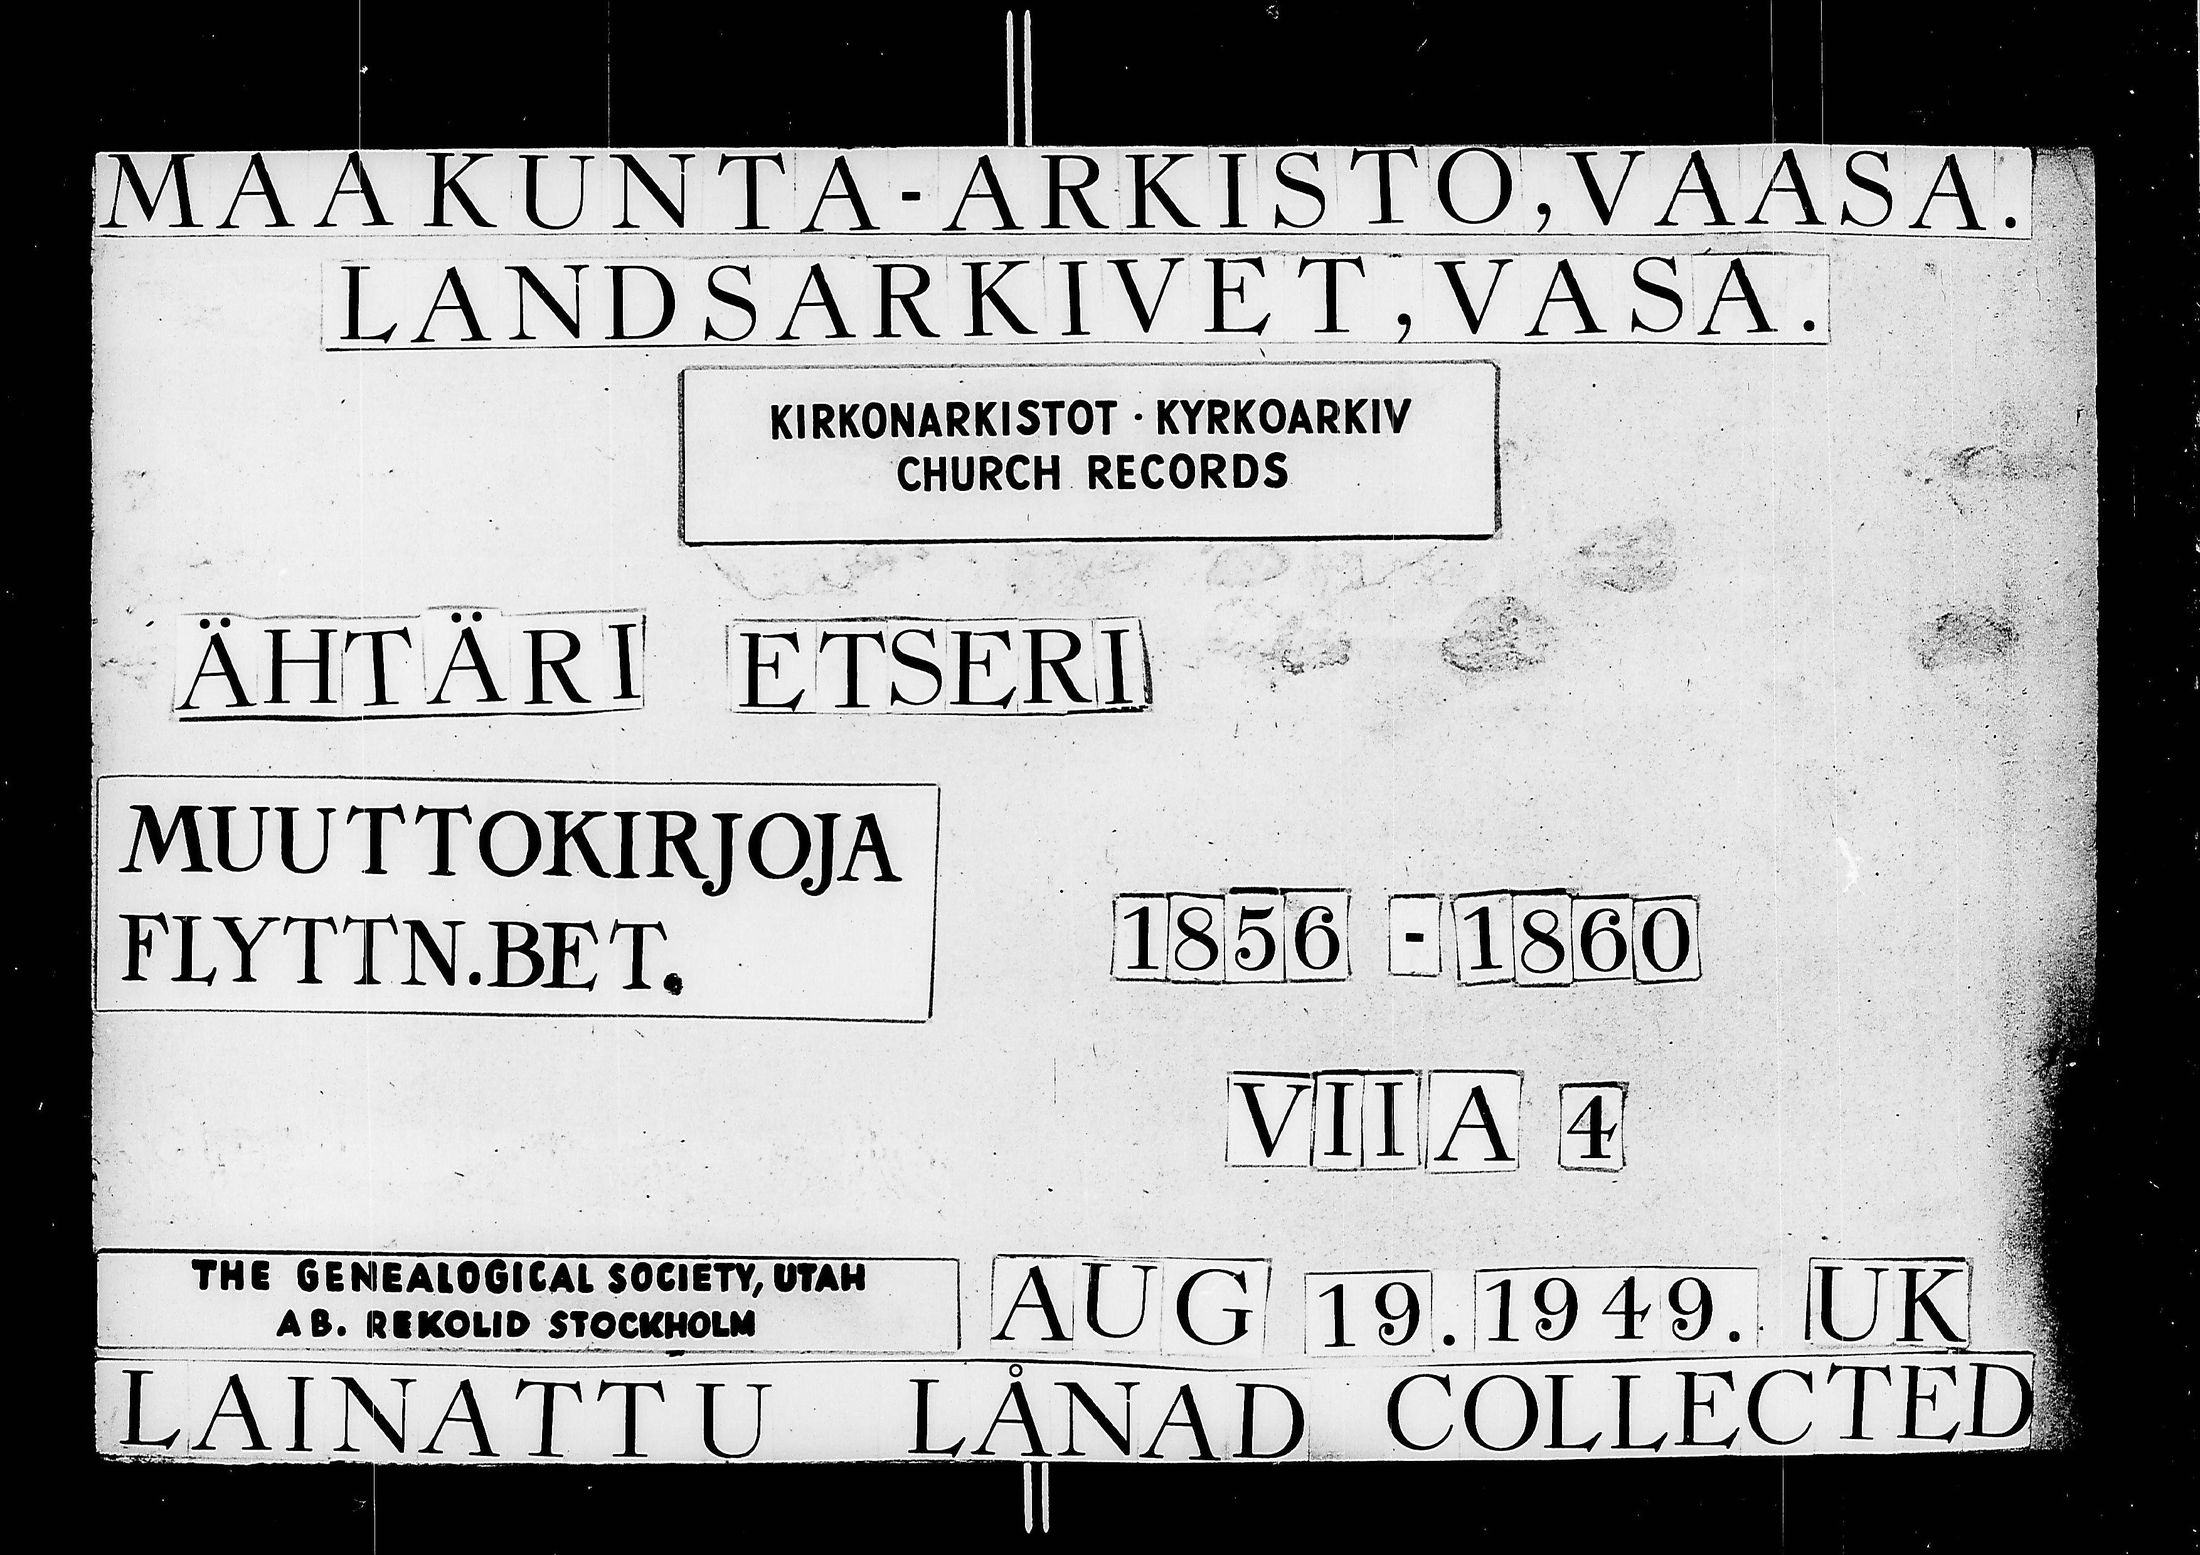 MAAKUNTA-ARKISTO, VAASA.
LANDSARKIVET, VASA.
KIRKONARKISTOT · KYRKOARKIV
CHURCH RECORDS
ÄHTÄRI ETSERI
MUUTTOKIRJOJA
FLYTTN.BET.
1856 - 1860
VII A 4
THE GENEALOGICAL SOCIETY, UTAH
AB. REKOLID STOCKHOLM
AUG 19. 1949. UK
LAINATTU LÅNAD COLLECTED